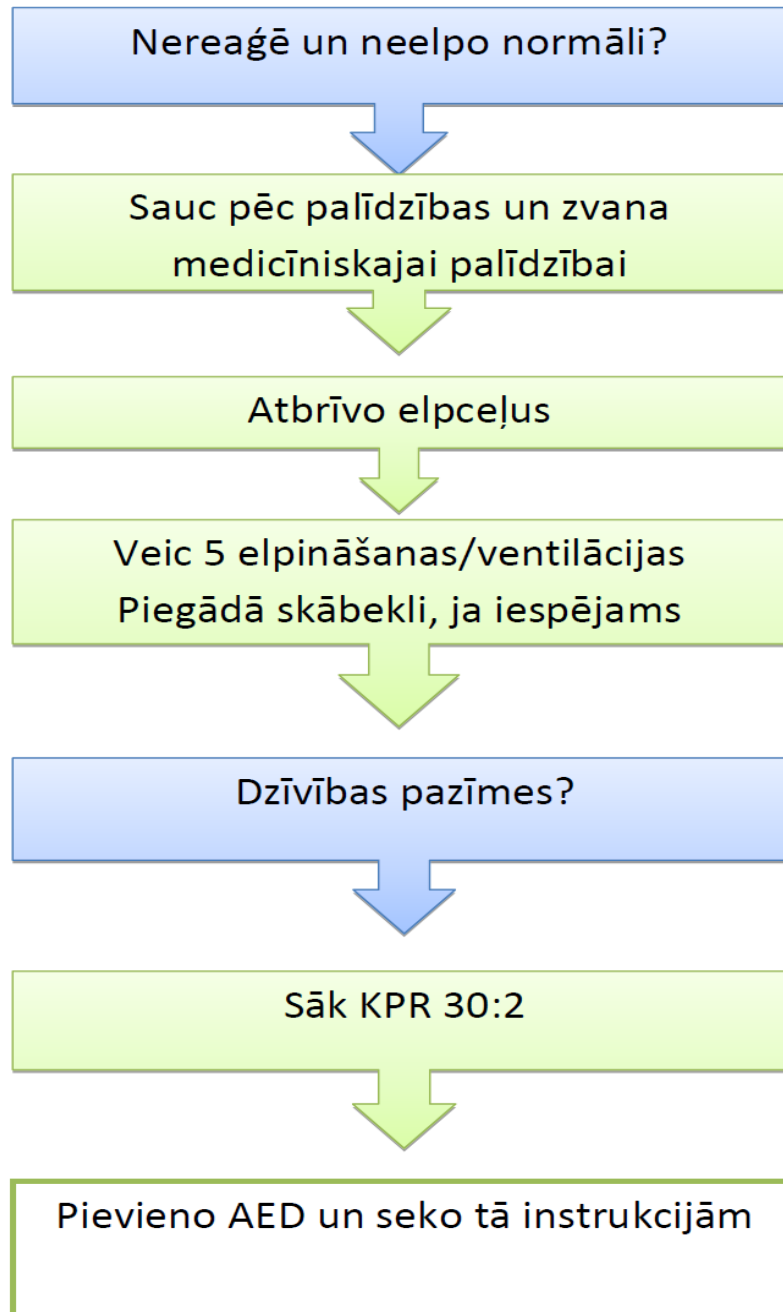 Nereaģē un neelpo normāli?
Sauc pēc palīdzības un zvana
medicīniskajai palīdzībai
Atbrīvo elpceļus
Veic 5 elpināšanas/ventilācijas
Piegādā skābekli, ja iespējams
Dzīvības pazīmes?
Sāk KPR 30:2
Pievieno AED un seko tā instrukcijām